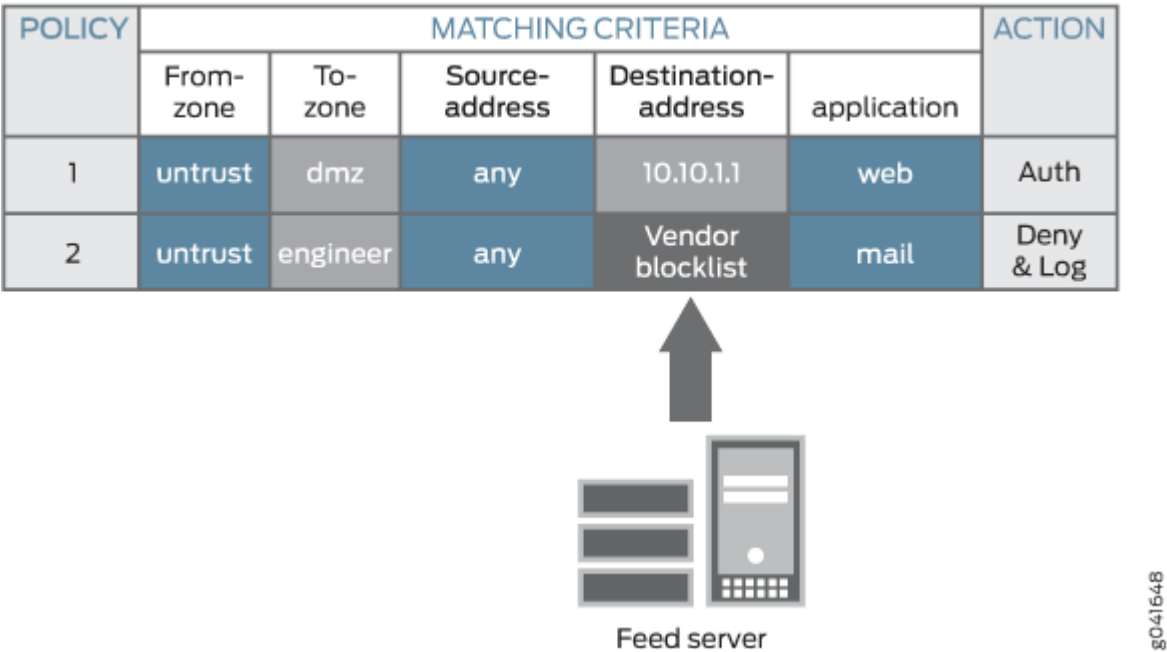 POLICY MATCHING CRITERIA ACTION
From-zone To-zone Source-address Destination-address application
1 untrust dmz any 10.10.1.1 web Auth
2 untrust engineer any Vendor blocklist mail Deny & Log
Feed server
g041648